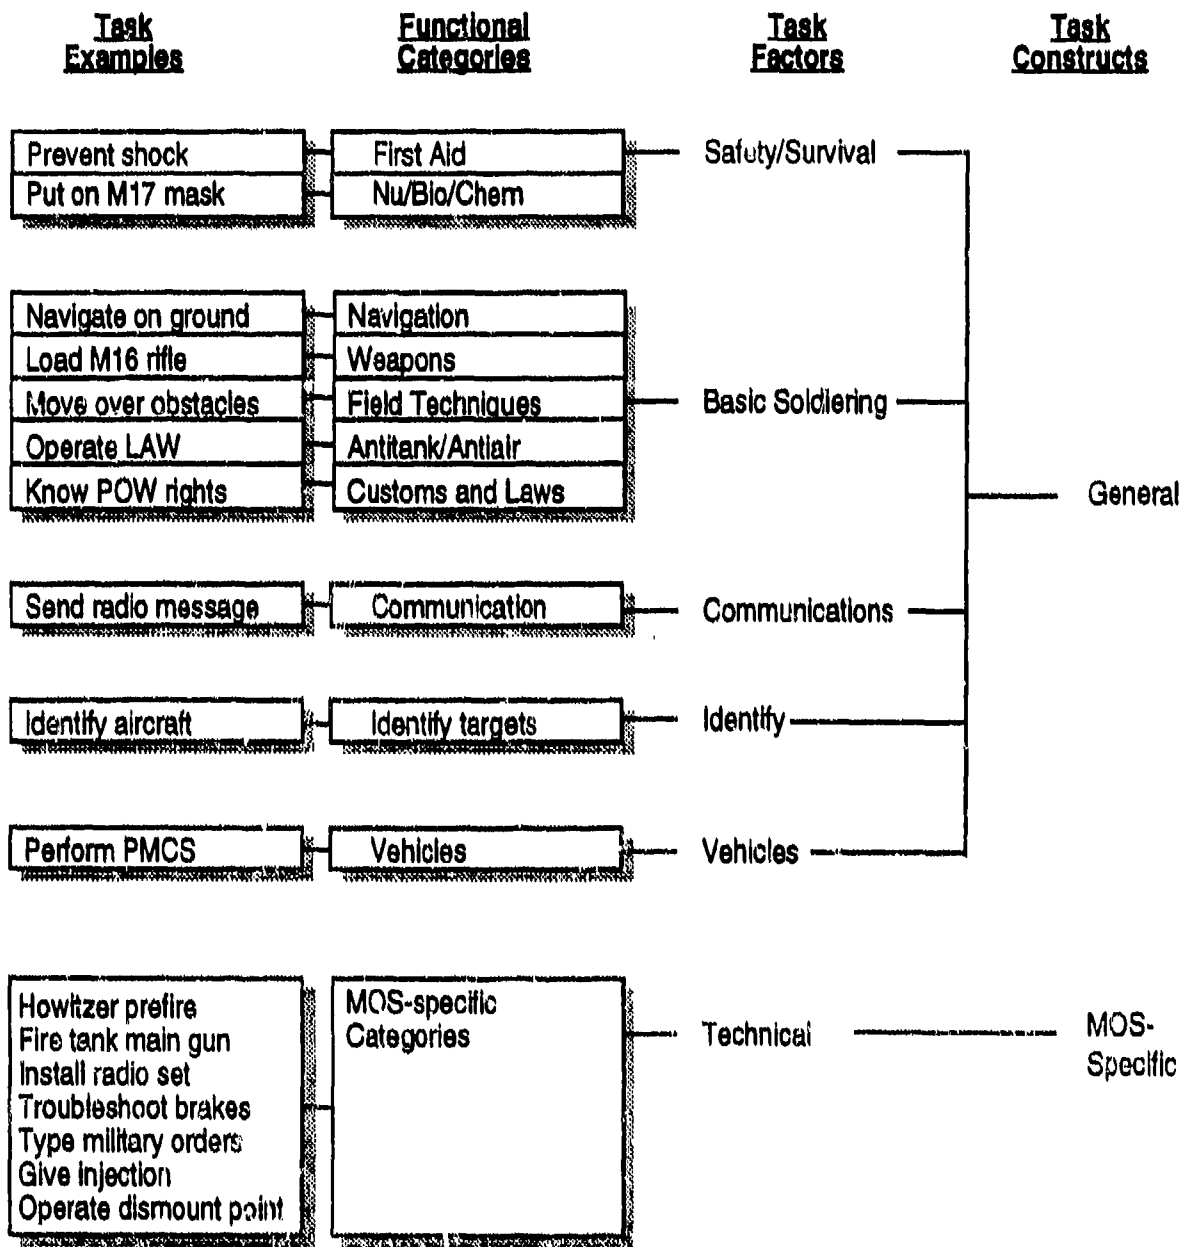 Task Examples
Functional Categories
Task Factors
Task Constructs
Prevent shock
First Aid
Safety/Survival
Put on M17 mask
Nu/Bio/Chem
Navigate on ground
Navigation
Load M16 rifle
Weapons
Move over obstacles
Field Techniques
Basic Soldiering
Operate LAW
Antitank/Antiair
Know POW rights
Customs and Laws
General
Send radio message
Communication
Communications
Identify aircraft
Identify targets
Identify
Perform PMCS
Vehicles
Vehicles
Howitzer prefire
Fire tank main gun
Install radio set
Troubleshoot brakes
Type military orders
Give injection
Operate dismount point
MOS-specific
Categories
Technical
MOS-
Specific